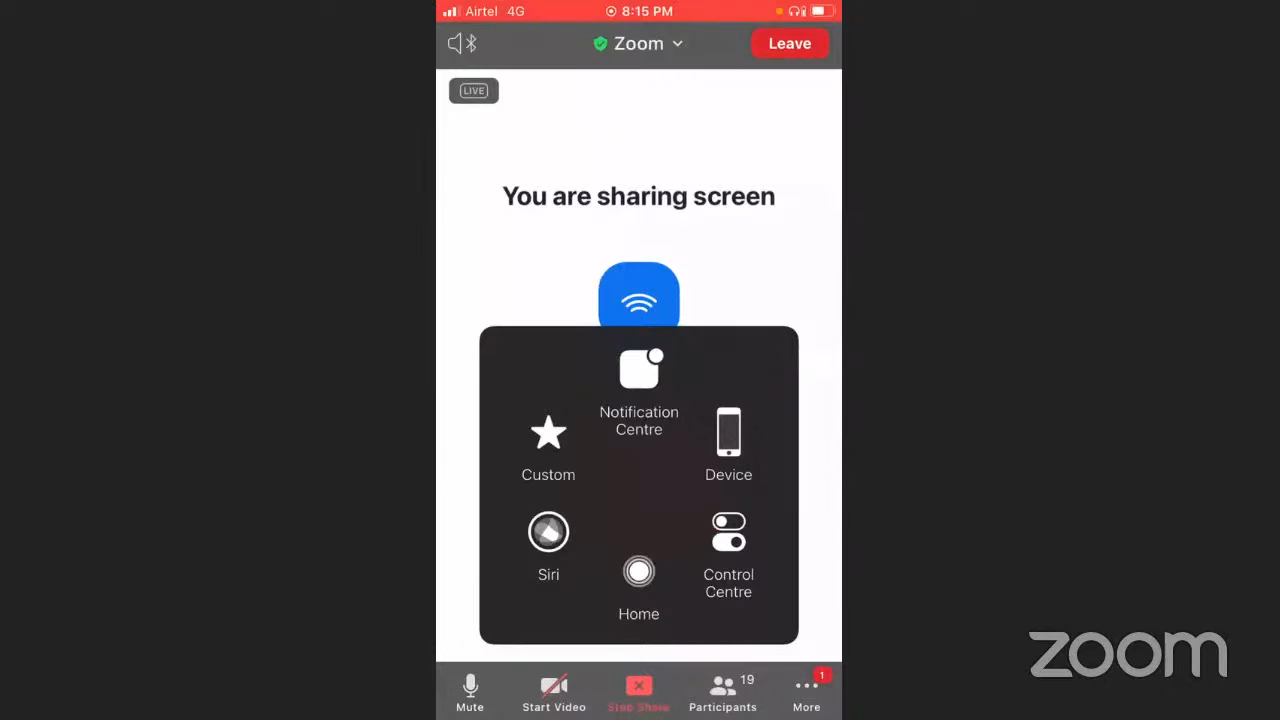 Airtel 4G 8:15 PM
Zoom
Leave
LIVE
You are sharing screen
Notification
Centre
Custom
Device
Siri
Control
Centre
Home
19
1
Mute
Start Video
Stop Share
Participants
More
zoom